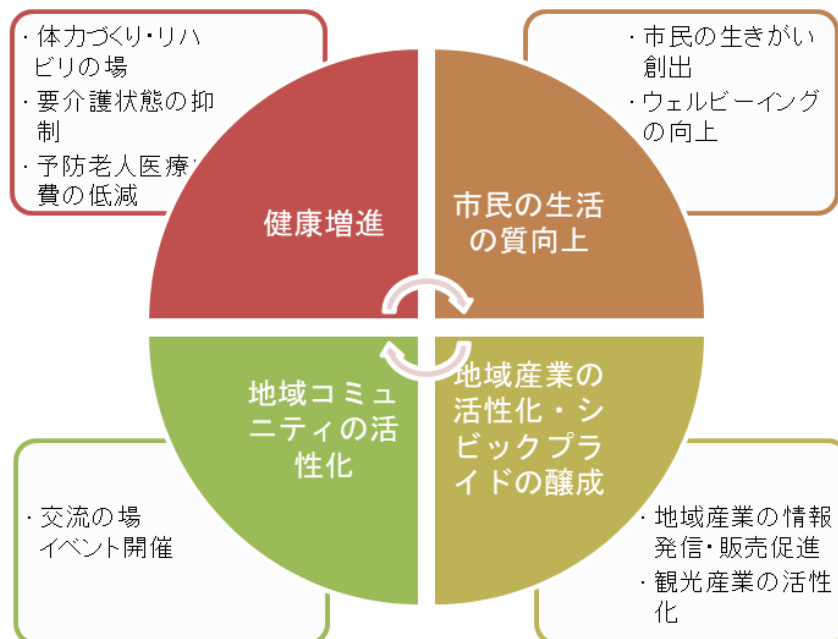 ・体力づくり・リハ
ビリの場
・要介護状態の抑
制
・予防老人医療
費の低減
・市民の生きがい
創出
・ウェルビーイング
の向上
健康増進
市民の生活
の質向上
地域コミュ
ニティの活
性化
地域産業の
活性化・シ
ビックプラ
イドの醸成
・交流の場
イベント開催
・地域産業の情報
発信・販売促進
・観光産業の活性
化